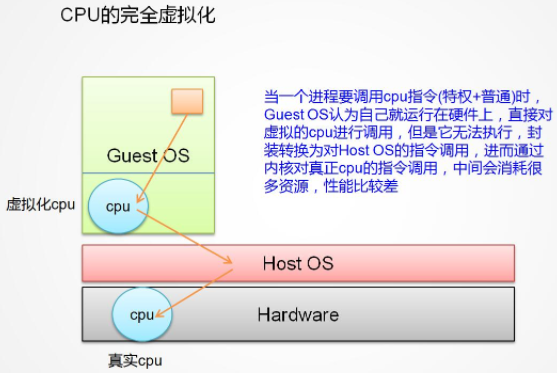 CPU的完全虚拟化
当一个进程要调用cpu指令(特权+普通)时，
Guest OS认为自己就运行在硬件上，直接对
虚拟的cpu进行调用，但是它无法执行，封
装转换为对Host OS的指令调用，进而通过
内核对真正cpu的指令调用，中间会消耗很
多资源，性能比较差
Guest OS
虚拟化cpu
cpu
Host OS
cpu
Hardware
真实cpu